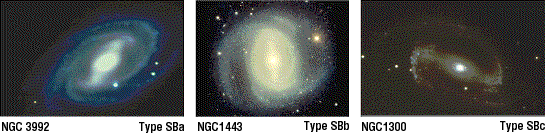 NGC 3992 Type SBa
NGC1443 Type SBb
NGC1300 Type SBc